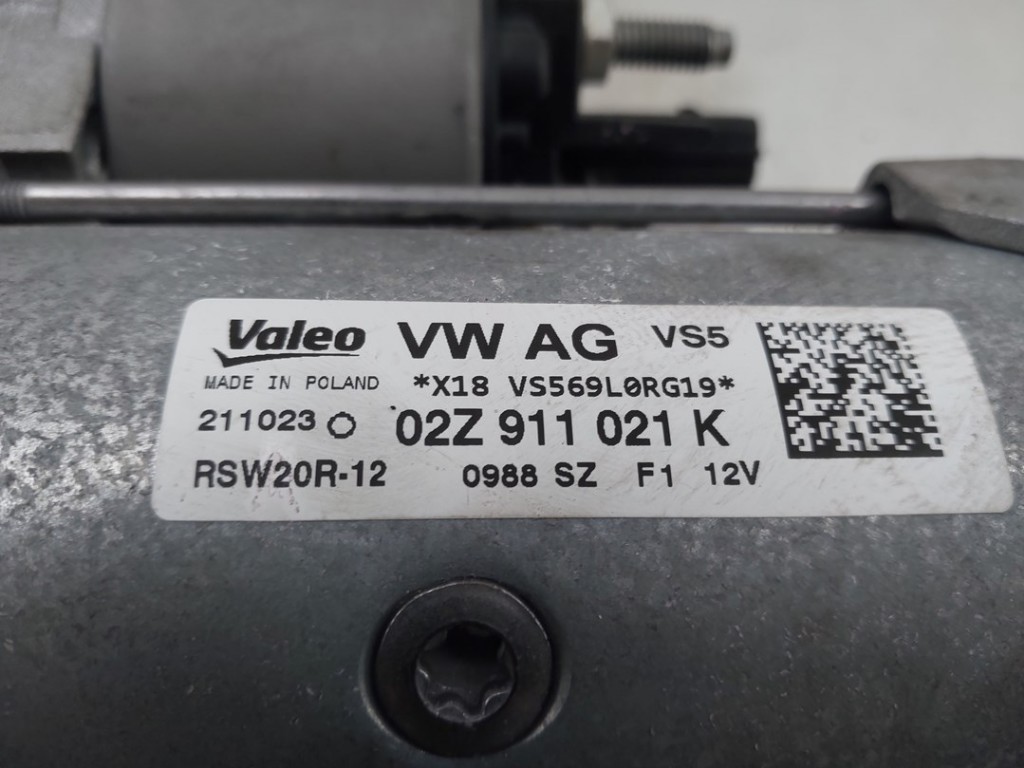 Valeo VW AG VS5
MADE IN POLAND *X18 VS569L0RG19*
211023 02Z 911 021 K
RSW20R-12 0988 SZ F1 12V